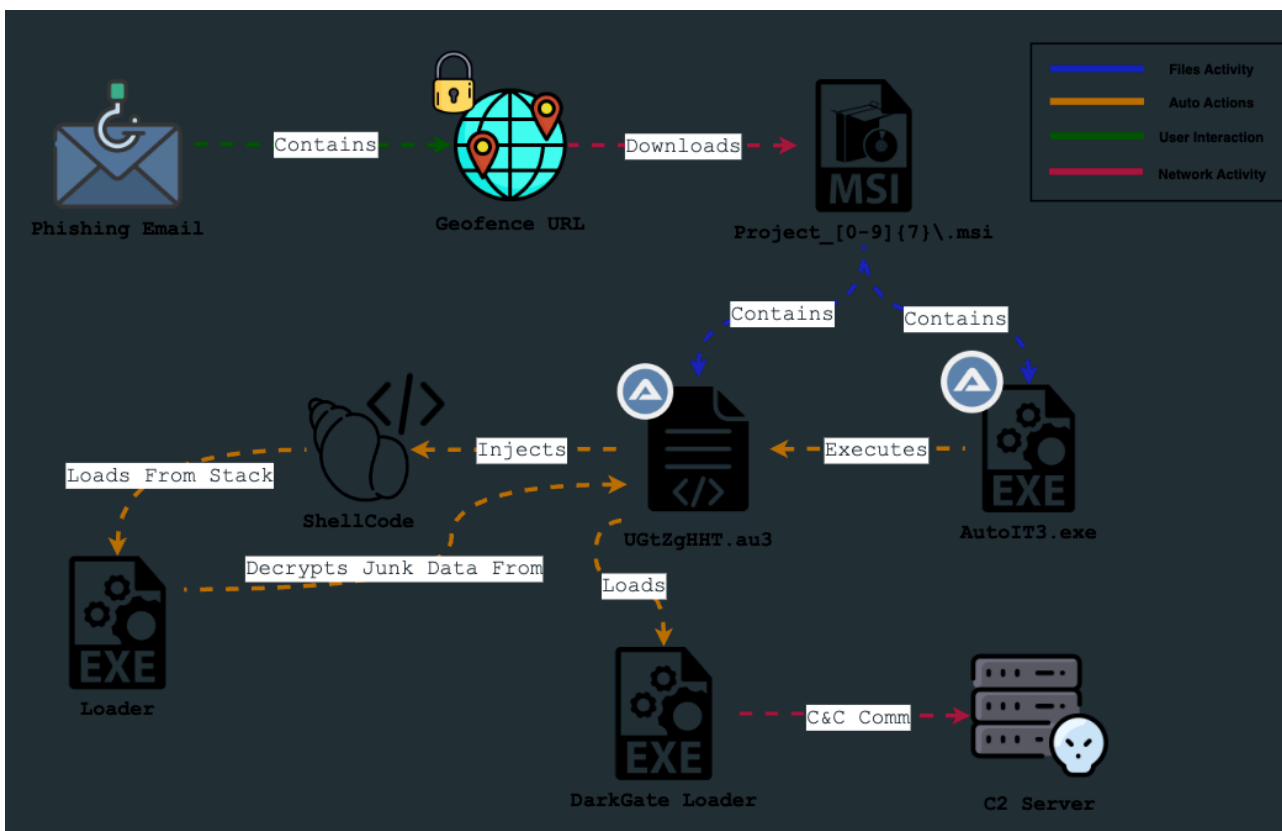 Files Activity
Auto Actions
User Interaction
Network Activity
Contains
Downloads
MSI
Phishing Email
Geofence URL
Project_[0-9]{7}\.msi
Contains
Contains
Injects
Executes
Loads From Stack
EXE
ShellCode
UGtZgHHT.au3
AutoIT3.exe
Decrypts Junk Data From
Loads
EXE
Loader
C&C Comm
EXE
DarkGate Loader
C2 Server